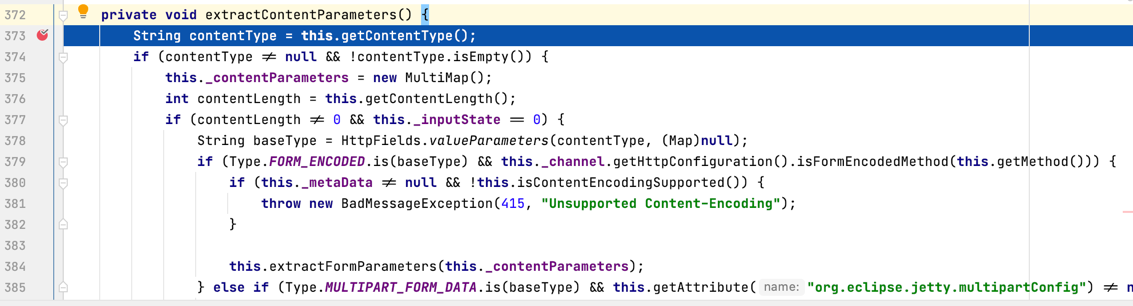 372 private void extractContentParameters() {
373 String contentType = this.getContentType();
374 if (contentType ≠ null && !contentType.isEmpty()) {
375 this._contentParameters = new MultiMap();
376 int contentLength = this.getContentLength();
377 if (contentLength ≠ 0 && this._inputState == 0) {
378 String baseType = HttpFields.valueParameters(contentType, (Map)null);
379 if (Type.FORM_ENCODED.is(baseType) && this._channel.getHttpConfiguration().isFormEncodedMethod(this.getMethod())) {
380 if (this._metaData ≠ null && !this.isContentEncodingSupported()) {
381 throw new BadMessageException(415, "Unsupported Content-Encoding");
382 }
383
384 this.extractFormParameters(this._contentParameters);
385 } else if (Type.MULTIPART_FORM_DATA.is(baseType) && this.getAttribute( name: "org.eclipse.jetty.multipartConfig") ≠ n